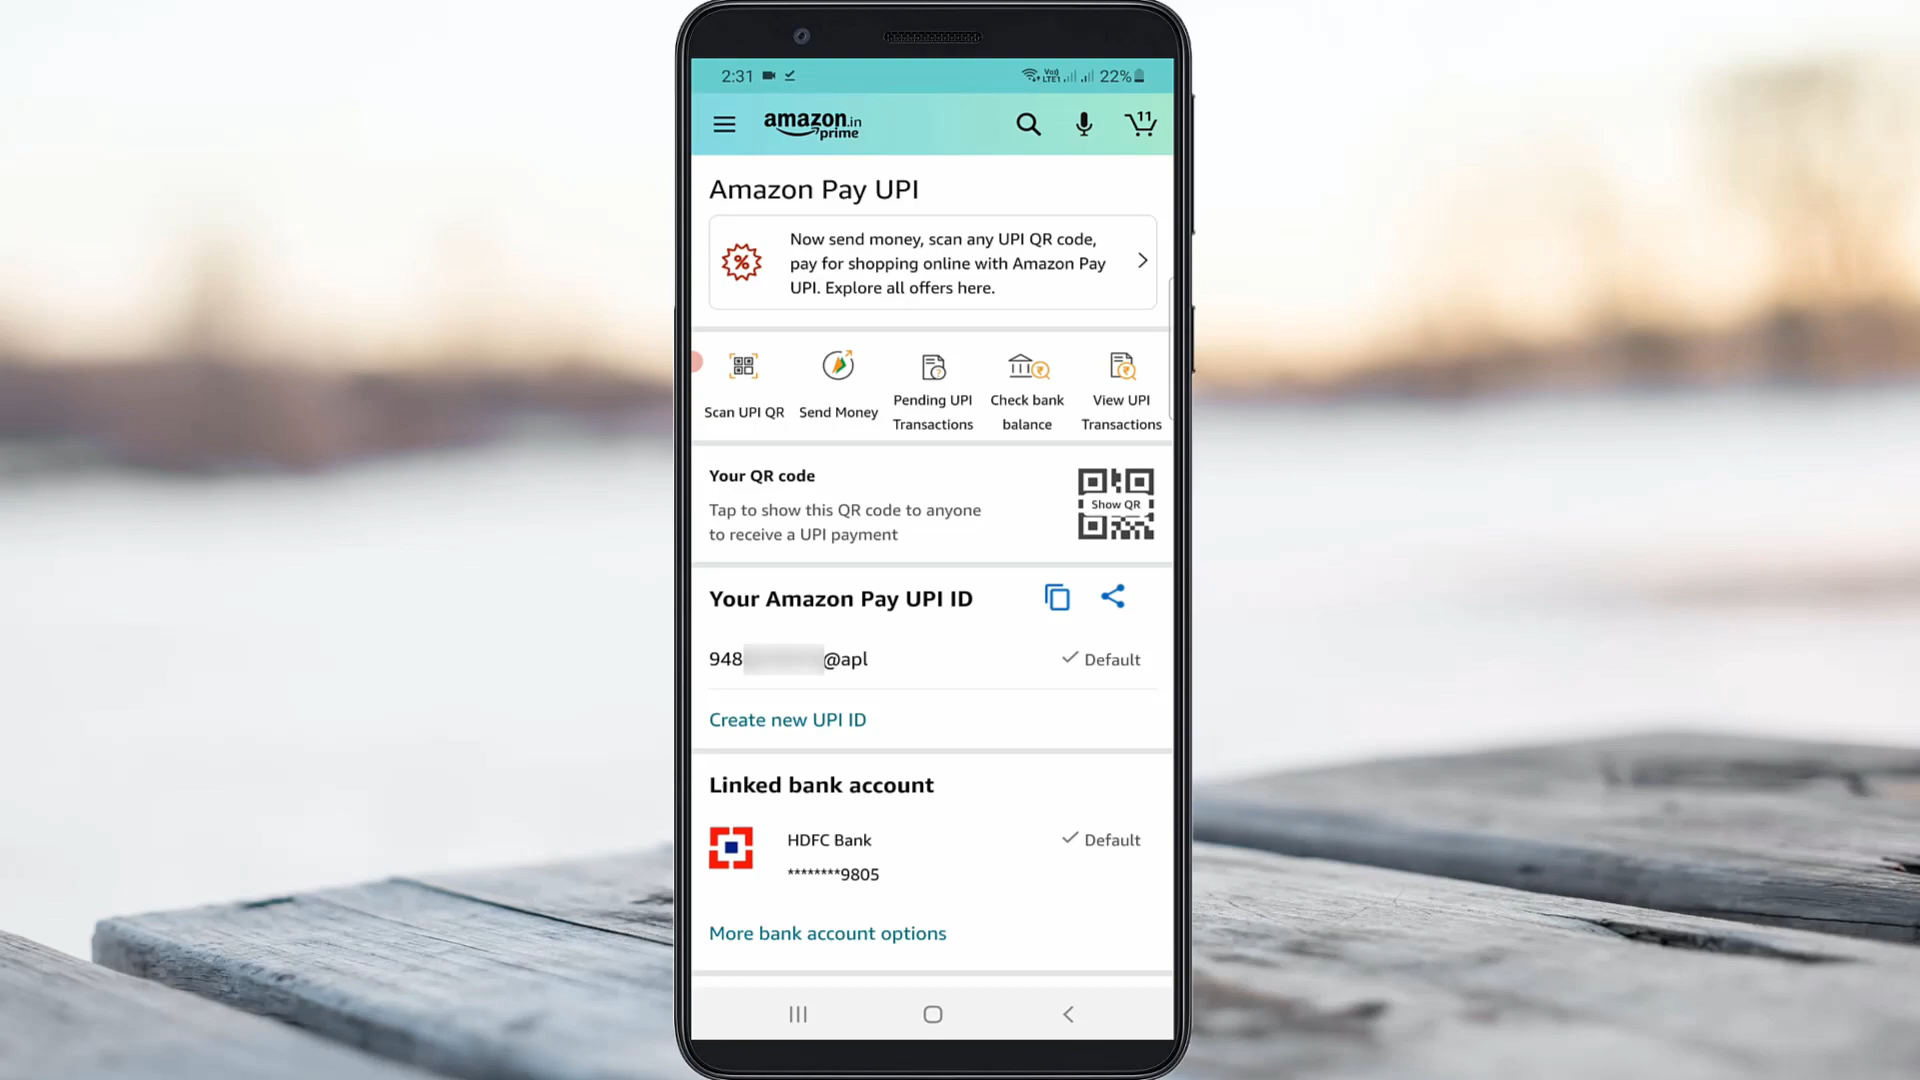 2:31
Vo)) LTE1 22%
amazon.in
prime
11
Amazon Pay UPI
Now send money, scan any UPI QR code,
pay for shopping online with Amazon Pay
UPI. Explore all offers here.
Scan UPI QR
Send Money
Pending UPI
Transactions
Check bank
balance
View UPI
Transactions
Your QR code
Tap to show this QR code to anyone
to receive a UPI payment
Show QR
Your Amazon Pay UPI ID
948 @apl
Default
Create new UPI ID
Linked bank account
HDFC Bank
Default
********9805
More bank account options